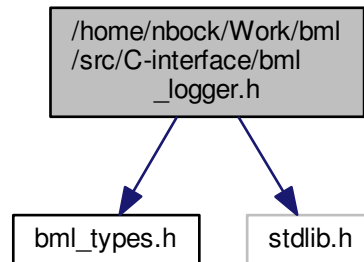 /home/nbock/Work/bml
/src/C-interface/bml
_logger.h
bml_types.h
stdlib.h